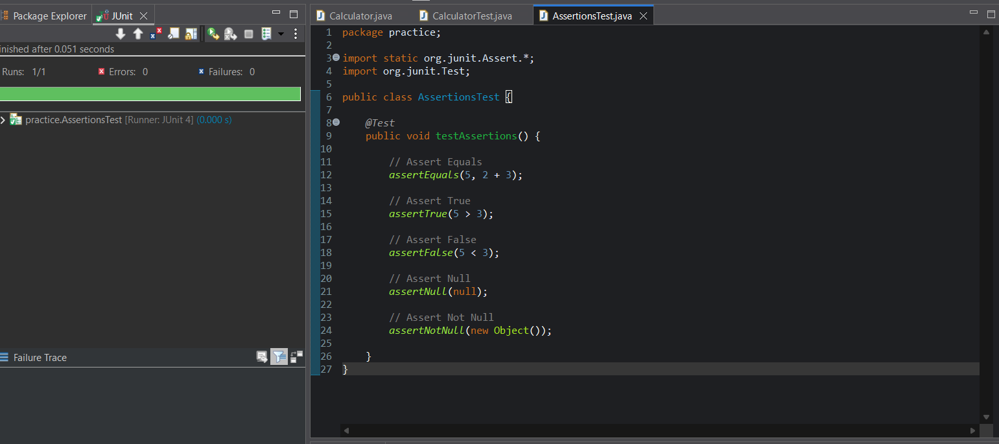 Package Explorer
JUnit
inished after 0.051 seconds
Runs: 1/1 Errors: 0 Failures: 0
practice.AssertionsTest [Runner: JUnit 4] (0.000 s)
Failure Trace
Calculator.java CalculatorTest.java AssertionsTest.java
1 package practice;
2
3 import static org.junit.Assert.*;
4 import org.junit.Test;
5
6 public class AssertionsTest {
7
8 @Test
9 public void testAssertions() {
10
11 // Assert Equals
12 assertEquals(5, 2 + 3);
13
14 // Assert True
15 assertTrue(5 > 3);
16
17 // Assert False
18 assertFalse(5 < 3);
19
20 // Assert Null
21 assertNull(null);
22
23 // Assert Not Null
24 assertNotNull(new Object());
25
26 }
27 }